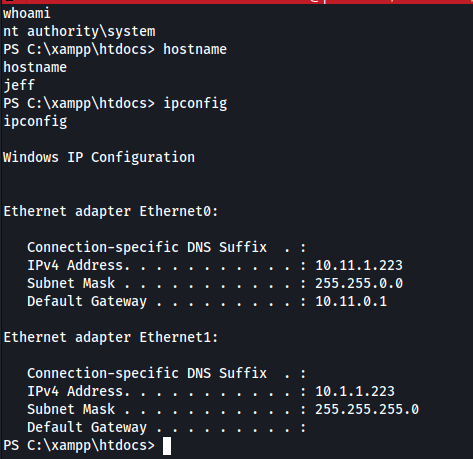 whoami
nt authority\system
PS C:\xampp\htdocs> hostname
hostname
jeff
PS C:\xampp\htdocs> ipconfig
ipconfig

Windows IP Configuration


Ethernet adapter Ethernet0:

   Connection-specific DNS Suffix  . :
   IPv4 Address. . . . . . . . . . . : 10.11.1.223
   Subnet Mask . . . . . . . . . . . : 255.255.0.0
   Default Gateway . . . . . . . . . : 10.11.0.1

Ethernet adapter Ethernet1:

   Connection-specific DNS Suffix  . :
   IPv4 Address. . . . . . . . . . . : 10.1.1.223
   Subnet Mask . . . . . . . . . . . : 255.255.255.0
   Default Gateway . . . . . . . . . :
PS C:\xampp\htdocs>